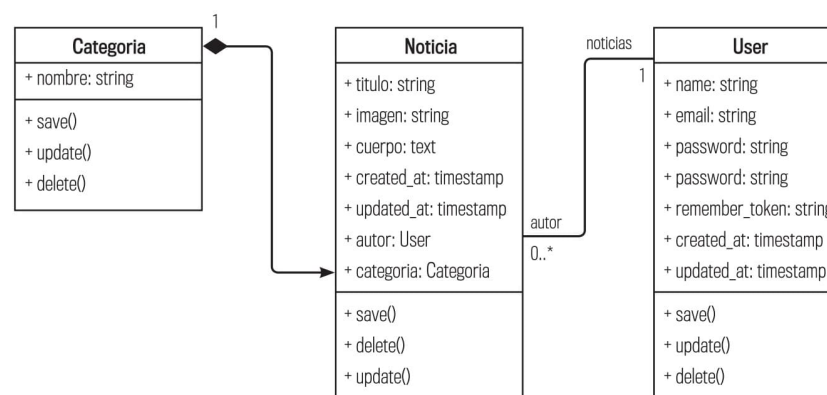 1
Categoria
+ nombre: string
+ save()
+ update()
+ delete()
Noticia
+ titulo: string
+ imagen: string
+ cuerpo: text
+ created_at: timestamp
+ updated_at: timestamp
+ autor: User
+ categoria: Categoria
+ save()
+ delete()
+ update()
noticias
1
autor
0..*
User
+ name: string
+ email: string
+ password: string
+ password: string
+ remember_token: string
+ created_at: timestamp
+ updated_at: timestamp
+ save()
+ update()
+ delete()